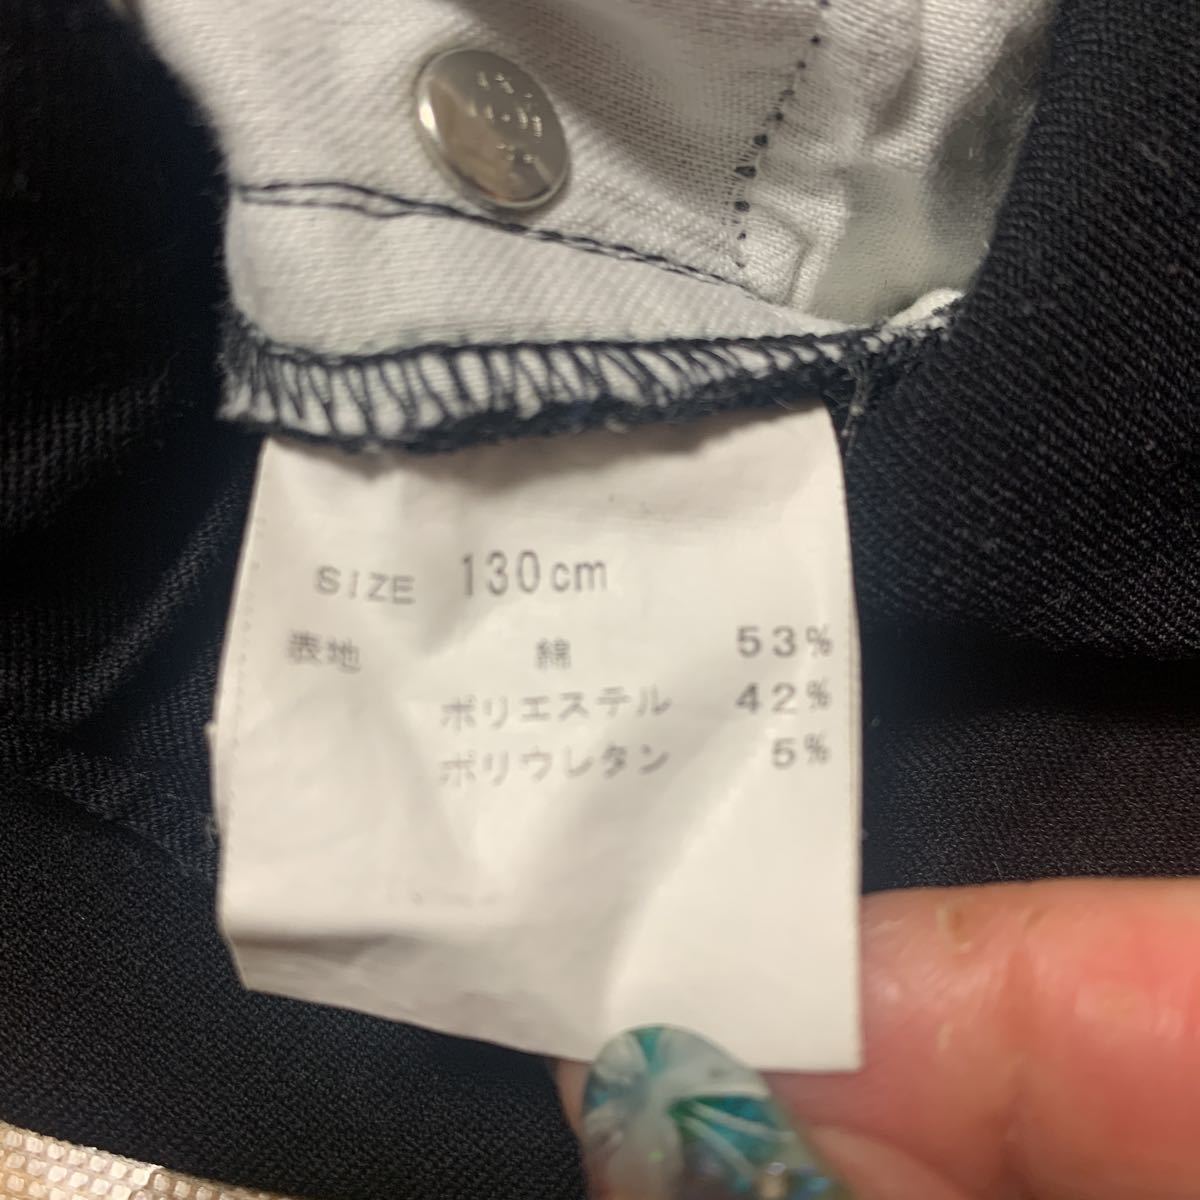 SIZE 130cm
表地 綿 53%
ポリエステル 42%
ポリウレタン 5%